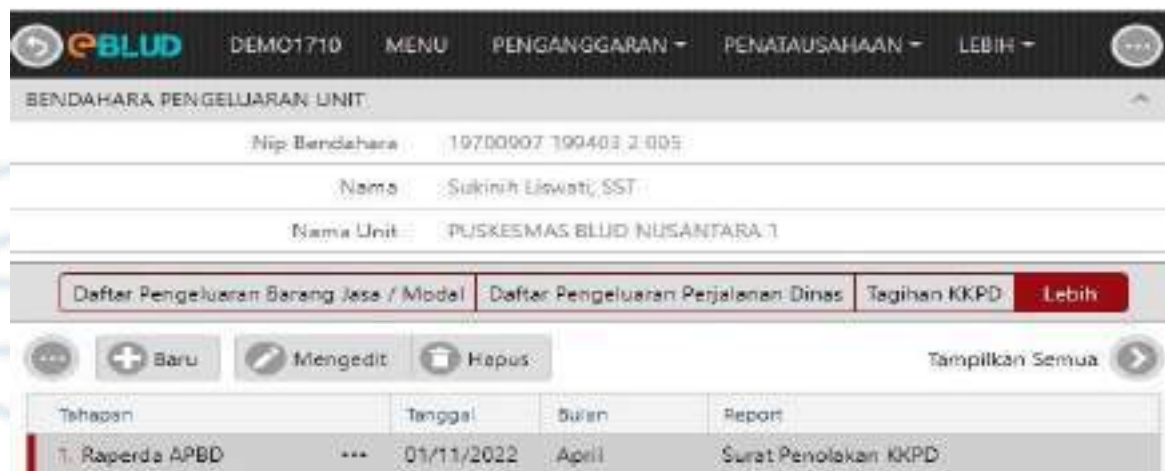 eBLUD DEMO1710 MENU PENGANGGARAN PENATAUSAHAAN LEBIH
BENDAHARA PENGELUARAN UNIT
Nip Bendahara 19700907 199403 2 005
Nama Sukinih Liswati, SST
Nama Unit PUSKESMAS BLUD NUSANTARA 1
Daftar Pengeluaran Barang Jasa / Modal Daftar Pengeluaran Perjalanan Dinas Tagihan KKPD Lebih
Baru Mengedit Hapus Tampilkan Semua
Tahapan Tanggal Bulan Report
1. Raperda APBD ... 01/11/2022 April Surat Penolakan KKPD